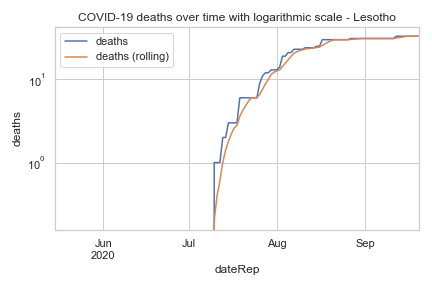 COVID-19 deaths over time with logarithmic scale - Lesotho
deaths
deaths (rolling)
10¹
10⁰
deaths
Jun
2020
Jul
Aug
Sep
dateRep